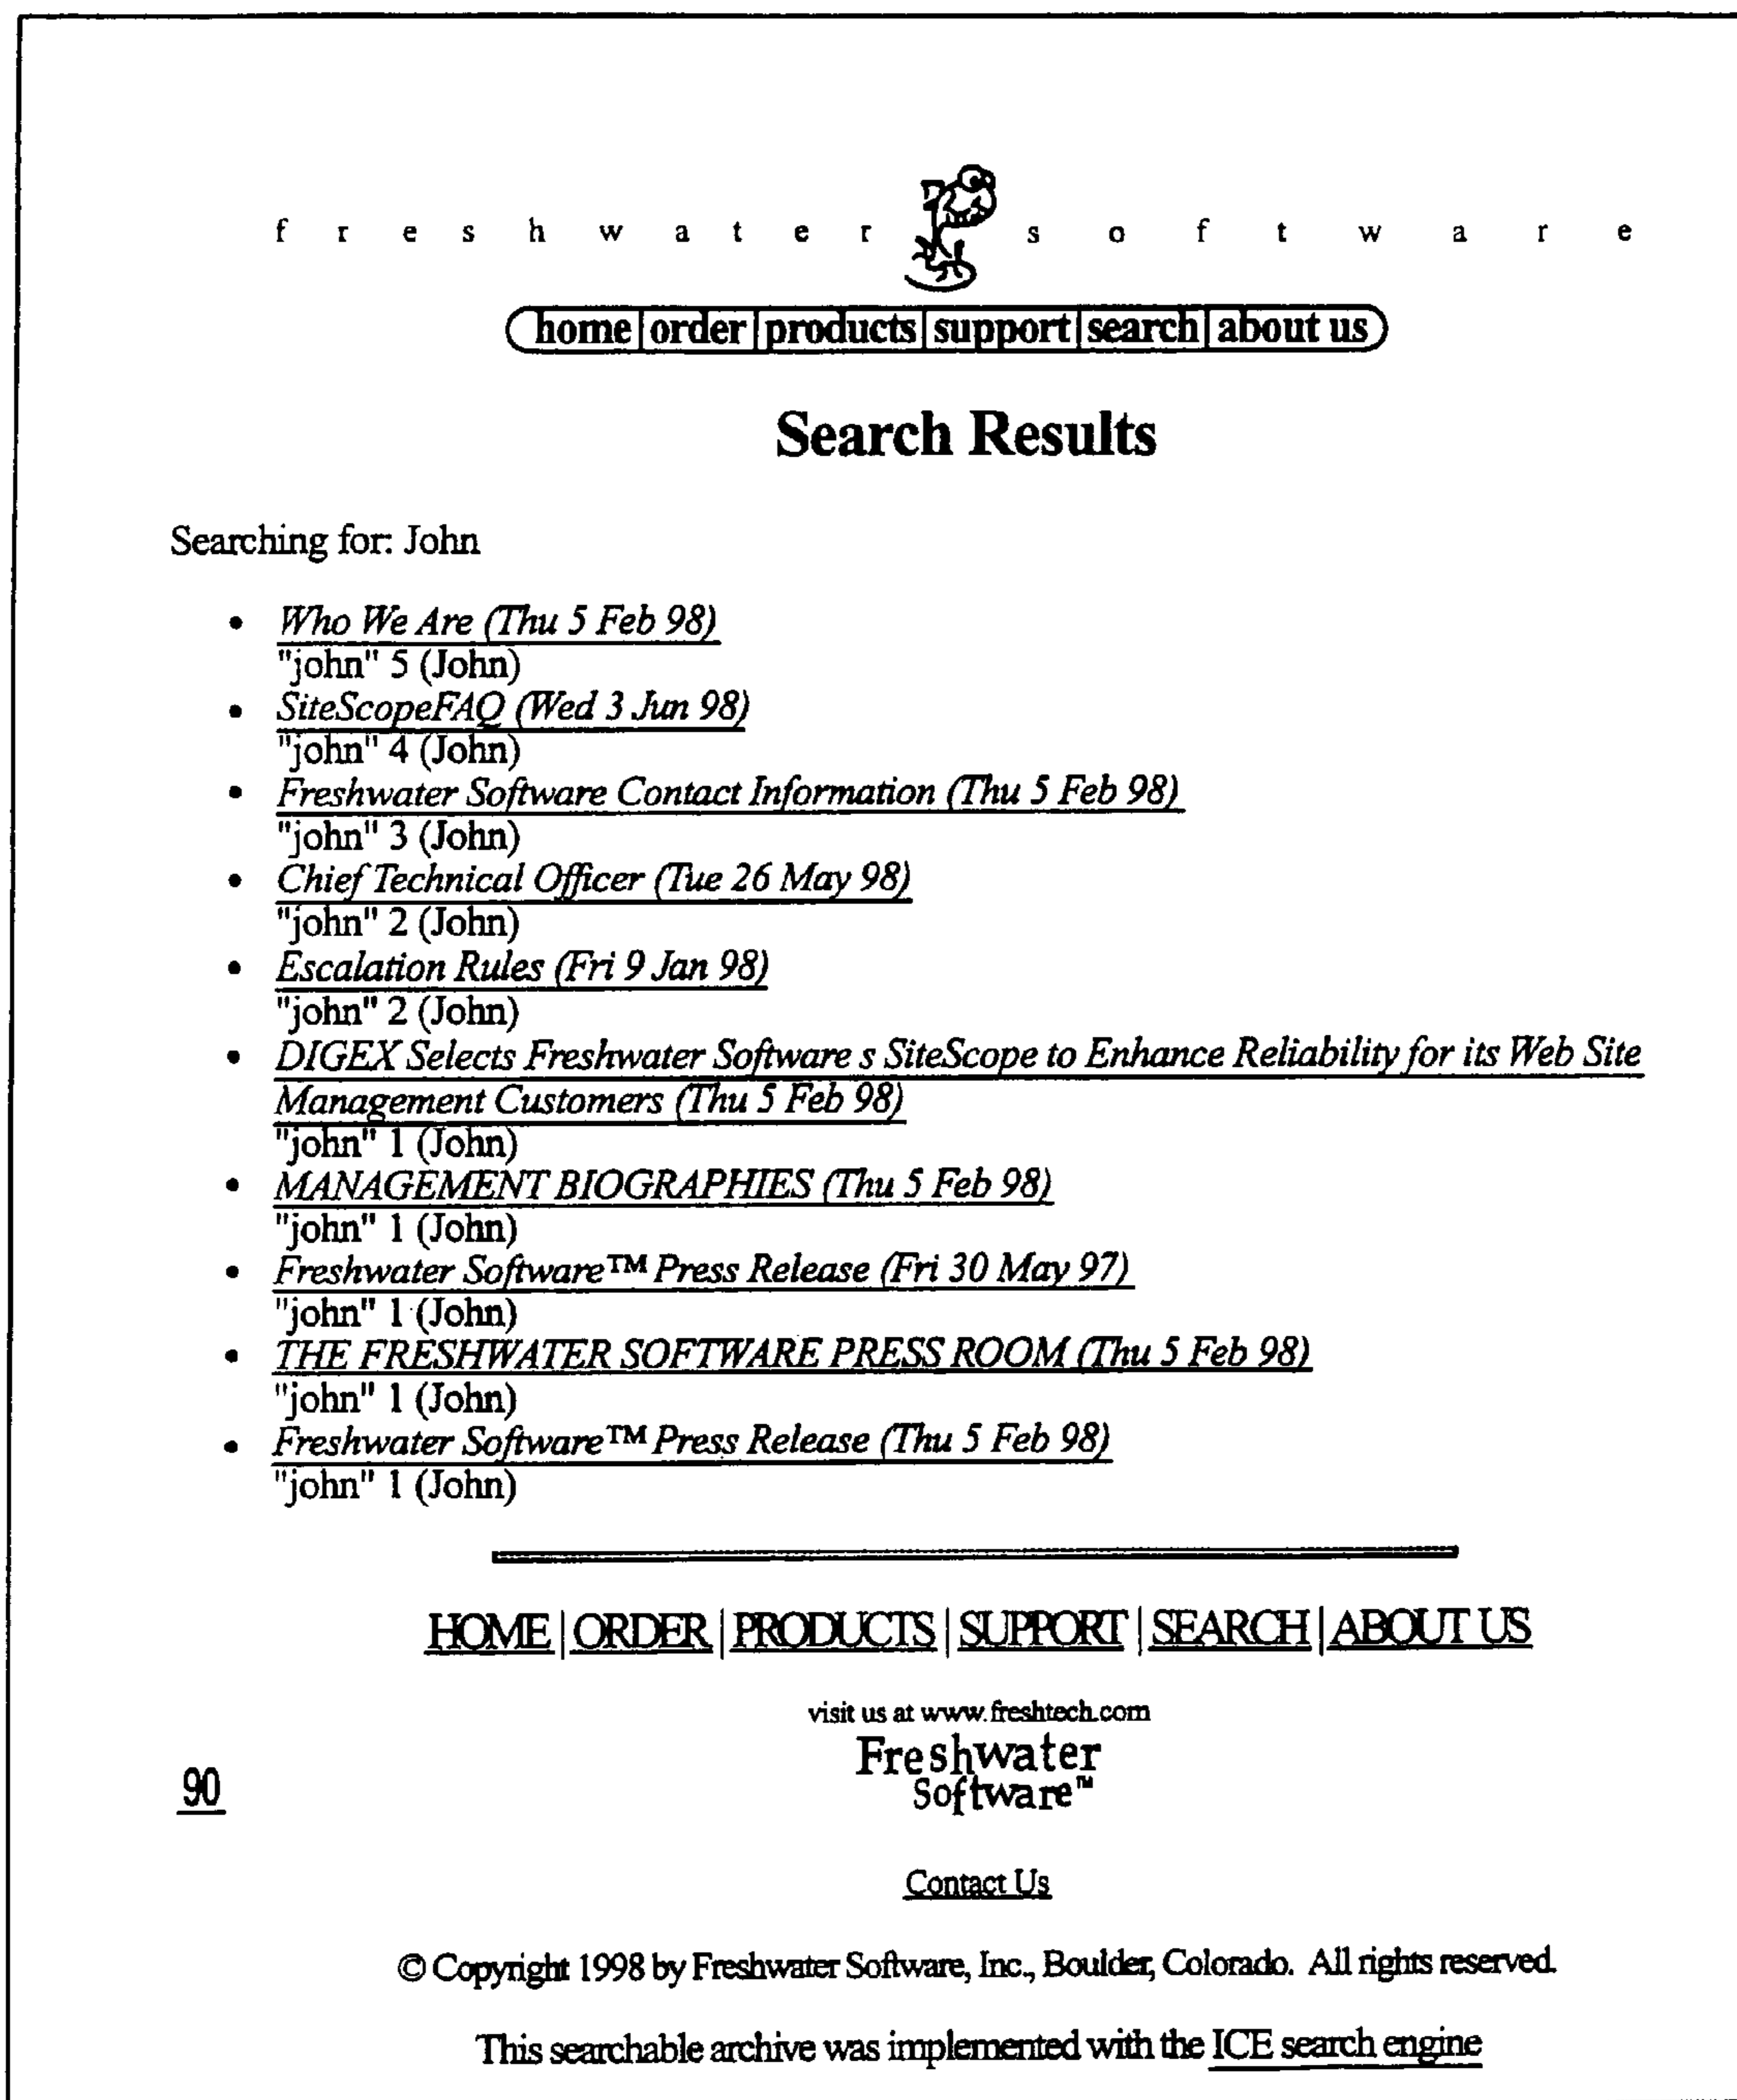 freshwater software
home|order|products|support|search|about us
Search Results
Searching for: John
• Who We Are (Thu 5 Feb 98)
"john" 5 (John)
• SiteScopeFAQ (Wed 3 Jun 98)
"john" 4 (John)
• Freshwater Software Contact Information (Thu 5 Feb 98)
"john" 3 (John)
• Chief Technical Officer (Tue 26 May 98)
"john" 2 (John)
• Escalation Rules (Fri 9 Jan 98)
"john" 2 (John)
• DIGEX Selects Freshwater Software s SiteScope to Enhance Reliability for its Web Site
Management Customers (Thu 5 Feb 98)
"john" 1 (John)
• MANAGEMENT BIOGRAPHIES (Thu 5 Feb 98)
"john" 1 (John)
• Freshwater Software™ Press Release (Fri 30 May 97)
"john" 1 (John)
• THE FRESHWATER SOFTWARE PRESS ROOM (Thu 5 Feb 98)
"john" 1 (John)
• Freshwater Software™ Press Release (Thu 5 Feb 98)
"john" 1 (John)
HOME|ORDER|PRODUCTS|SUPPORT|SEARCH|ABOUT US
visit us at www.freshtech.com
Freshwater
Software™
90
Contact Us
© Copyright 1998 by Freshwater Software, Inc., Boulder, Colorado. All rights reserved.
This searchable archive was implemented with the ICE search engine